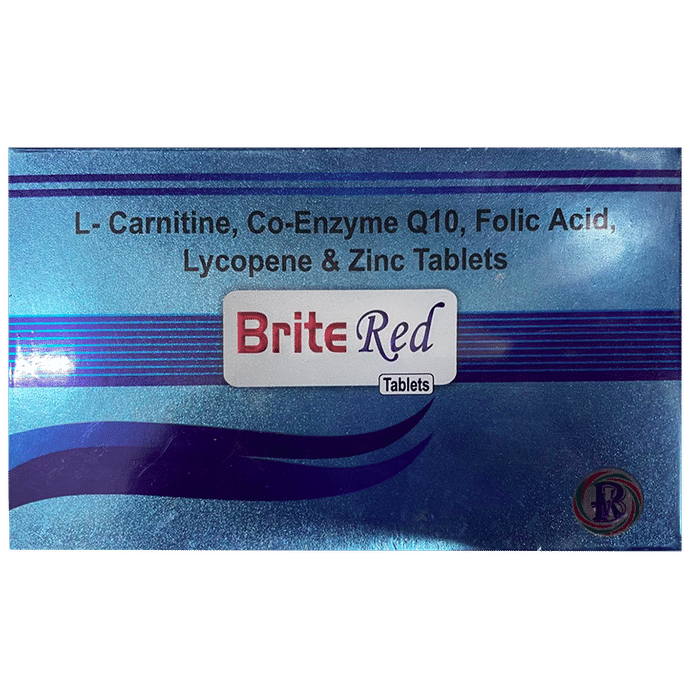 L- Carnitine, Co-Enzyme Q10, Folic Acid,
Lycopene & Zinc Tablets
Brite Red
Tablets